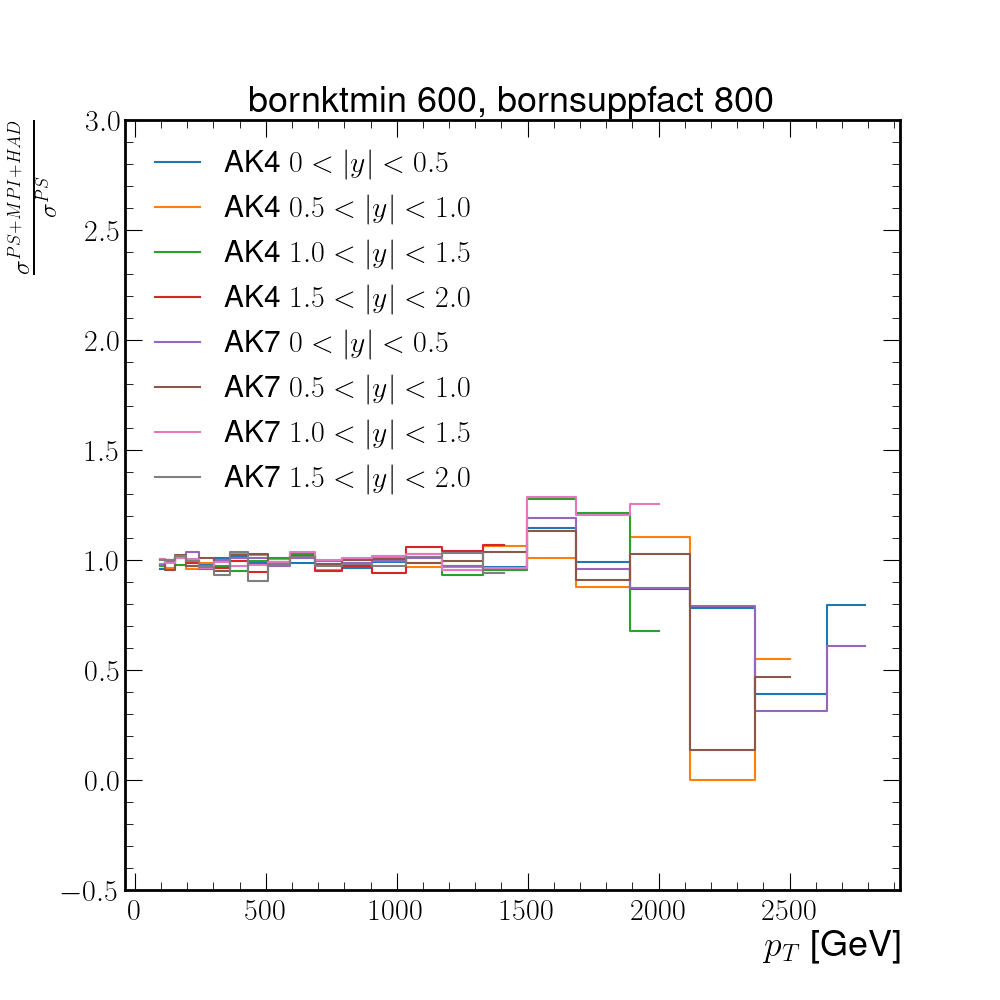 bornktmin 600, bornsuppfact 800
σ^{PS+MPI+HAD}
σ^{PS}
3.0
2.5
2.0
1.5
1.0
0.5
0.0
−0.5
AK4 0 < |y| < 0.5
AK4 0.5 < |y| < 1.0
AK4 1.0 < |y| < 1.5
AK4 1.5 < |y| < 2.0
AK7 0 < |y| < 0.5
AK7 0.5 < |y| < 1.0
AK7 1.0 < |y| < 1.5
AK7 1.5 < |y| < 2.0
0 500 1000 1500 2000 2500
p_T [GeV]